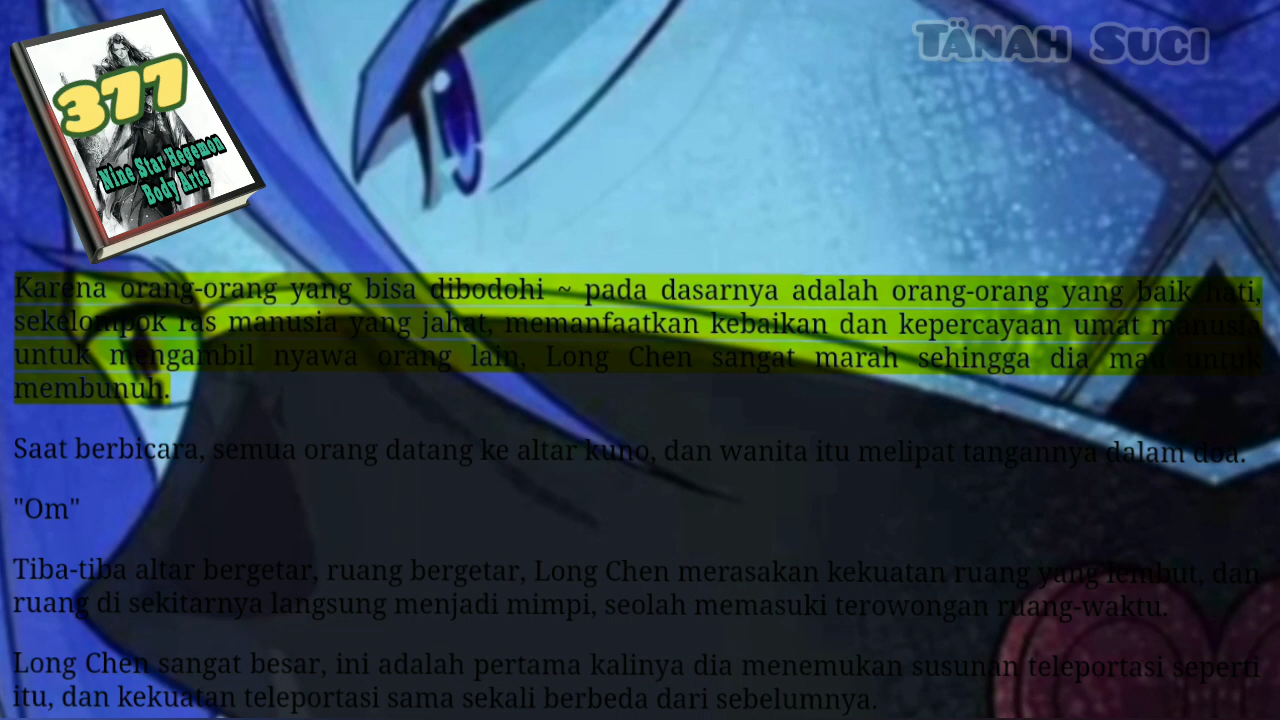 TÄNAH SUCI
377
Nine Star Hegemon
Body Arts
Karena orang-orang yang bisa dibodohi ~ pada dasarnya adalah orang-orang yang baik hati,
sekelompok ras manusia yang jahat, memanfaatkan kebaikan dan kepercayaan umat manusia
untuk mengambil nyawa orang lain, Long Chen sangat marah sehingga dia mau untuk
membunuh.
Saat berbicara, semua orang datang ke altar kuno, dan wanita itu melipat tangannya dalam doa.
"Om"
Tiba-tiba altar bergetar, ruang bergetar, Long Chen merasakan kekuatan ruang yang lembut, dan
ruang di sekitarnya langsung menjadi mimpi, seolah memasuki terowongan ruang-waktu.
Long Chen sangat besar, ini adalah pertama kalinya dia menemukan susunan teleportasi seperti
itu, dan kekuatan teleportasi sama sekali berbeda dari sebelumnya.